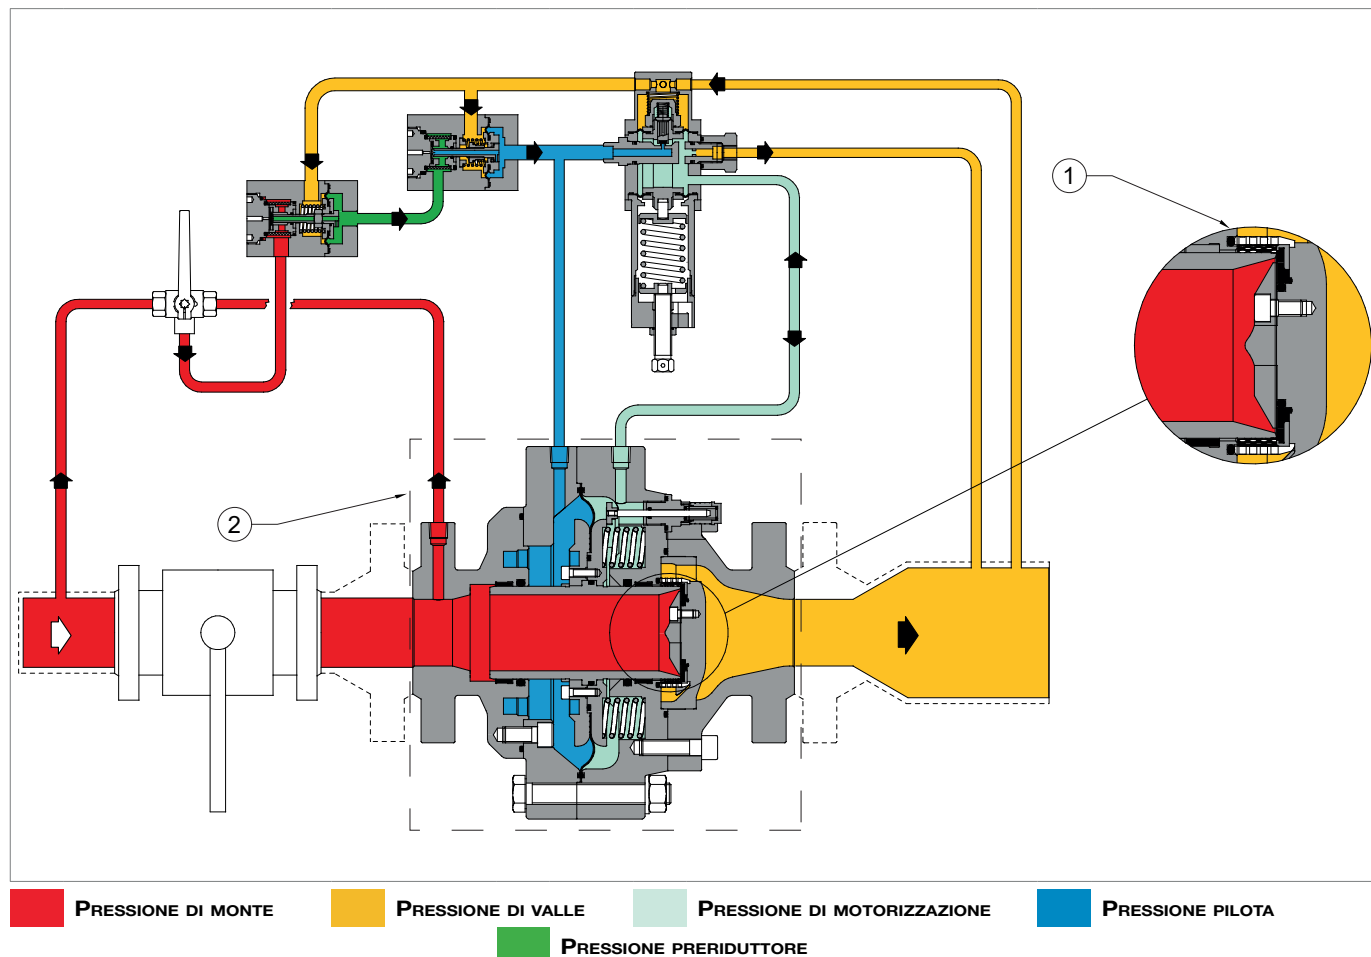 1
2
PRESSIONE DI MONTE
PRESSIONE DI VALLE
PRESSIONE DI MOTORIZZAZIONE
PRESSIONE PILOTA
PRESSIONE PRERIDUTTORE